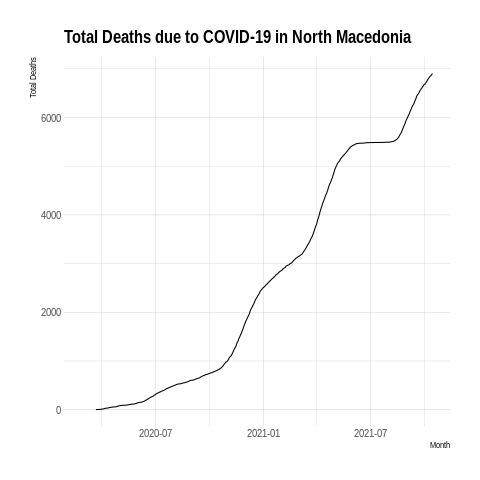 Total Deaths due to COVID-19 in North Macedonia
Total Deaths
6000
4000
2000
0
2020-07
2021-01
2021-07
Month